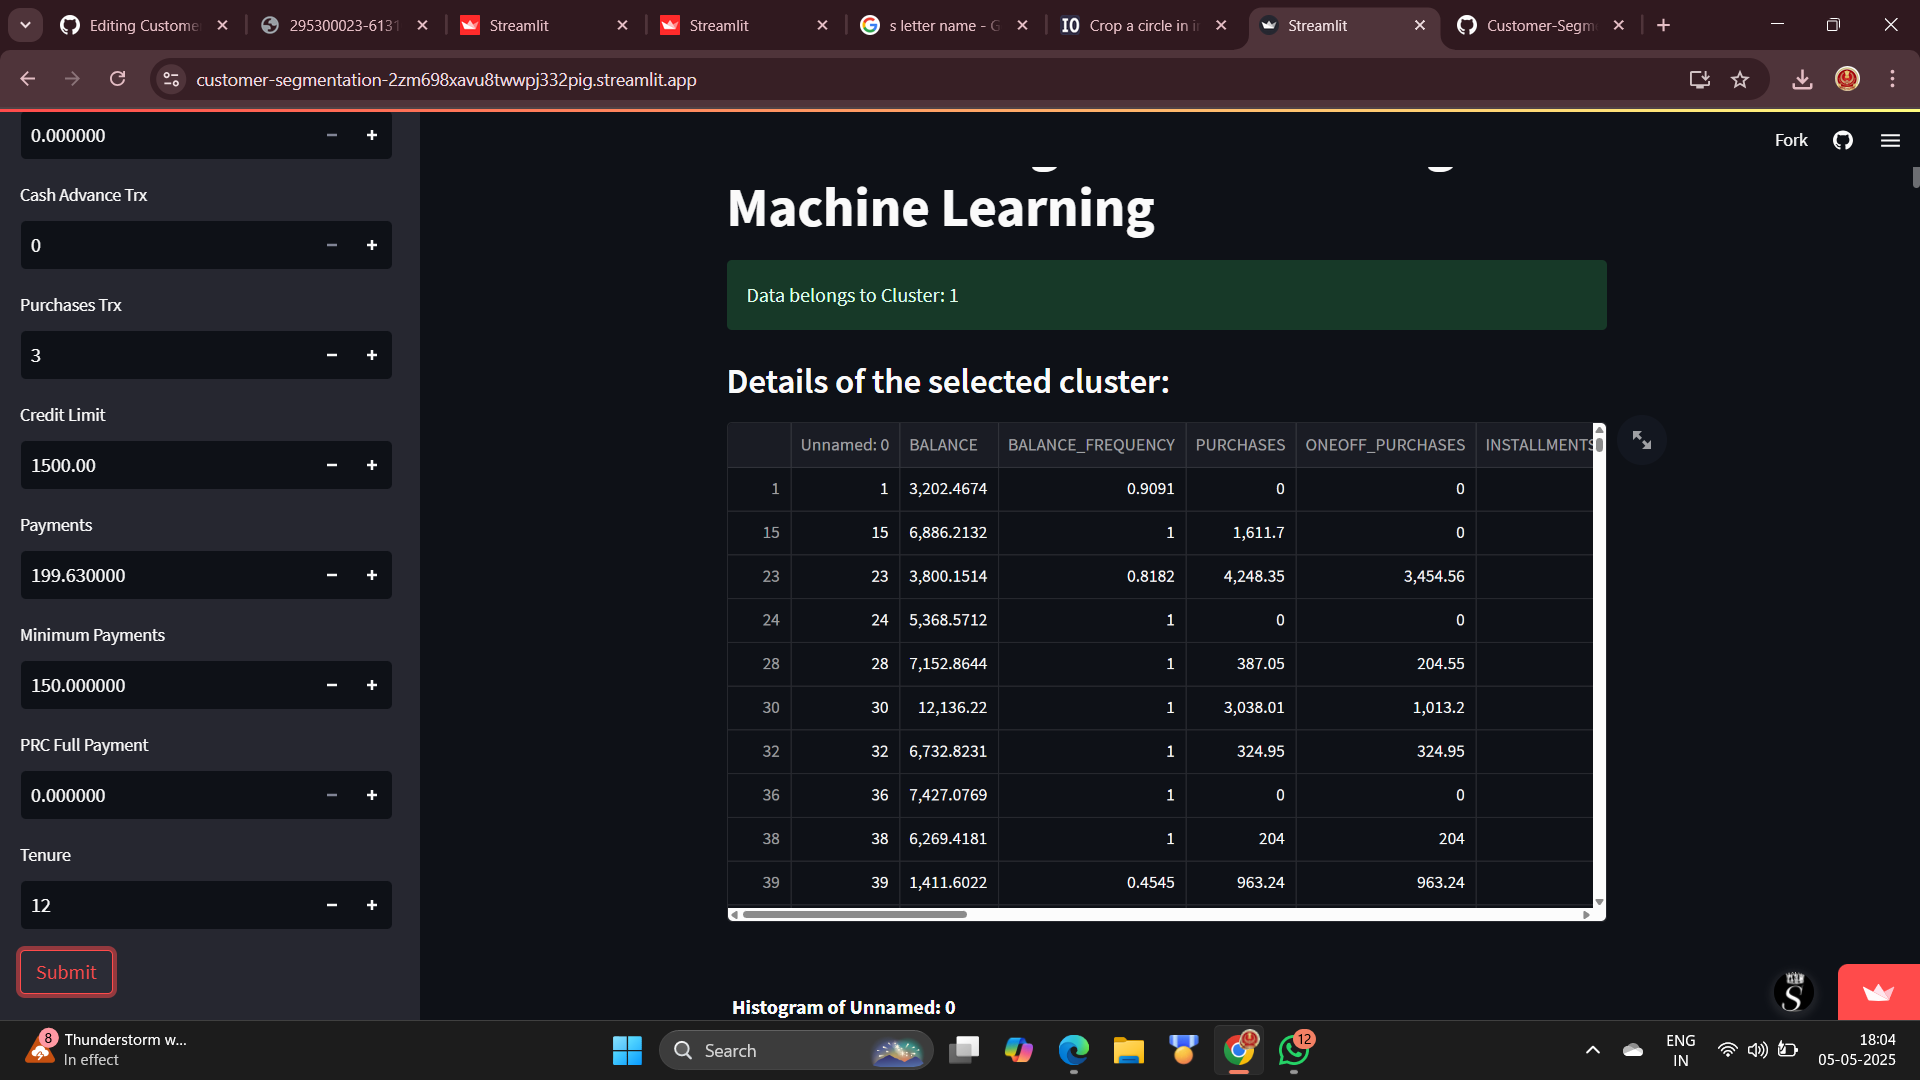 Editing Custome
295300023-6131
Streamlit
Streamlit
s letter name - G
IO
Crop a circle in i
Streamlit
Customer-Segm
customer-segmentation-2zm698xavu8twwpj332pig.streamlit.app
Fork
0.000000
Cash Advance Trx
0
Purchases Trx
3
Credit Limit
1500.00
Payments
199.630000
Minimum Payments
150.000000
PRC Full Payment
0.000000
Tenure
12
Submit
Machine Learning
Data belongs to Cluster: 1
Details of the selected cluster:
Unnamed: 0 BALANCE BALANCE_FREQUENCY PURCHASES ONEOFF_PURCHASES INSTALLMENTS
1 1 3,202.4674 0.9091 0 0
15 15 6,886.2132 1 1,611.7 0
23 23 3,800.1514 0.8182 4,248.35 3,454.56
24 24 5,368.5712 1 0 0
28 28 7,152.8644 1 387.05 204.55
30 30 12,136.22 1 3,038.01 1,013.2
32 32 6,732.8231 1 324.95 324.95
36 36 7,427.0769 1 0 0
38 38 6,269.4181 1 204 204
39 39 1,411.6022 0.4545 963.24 963.24
Histogram of Unnamed: 0
S
8
Thunderstorm w...
In effect
Search
12
ENG
IN
18:04
05-05-2025